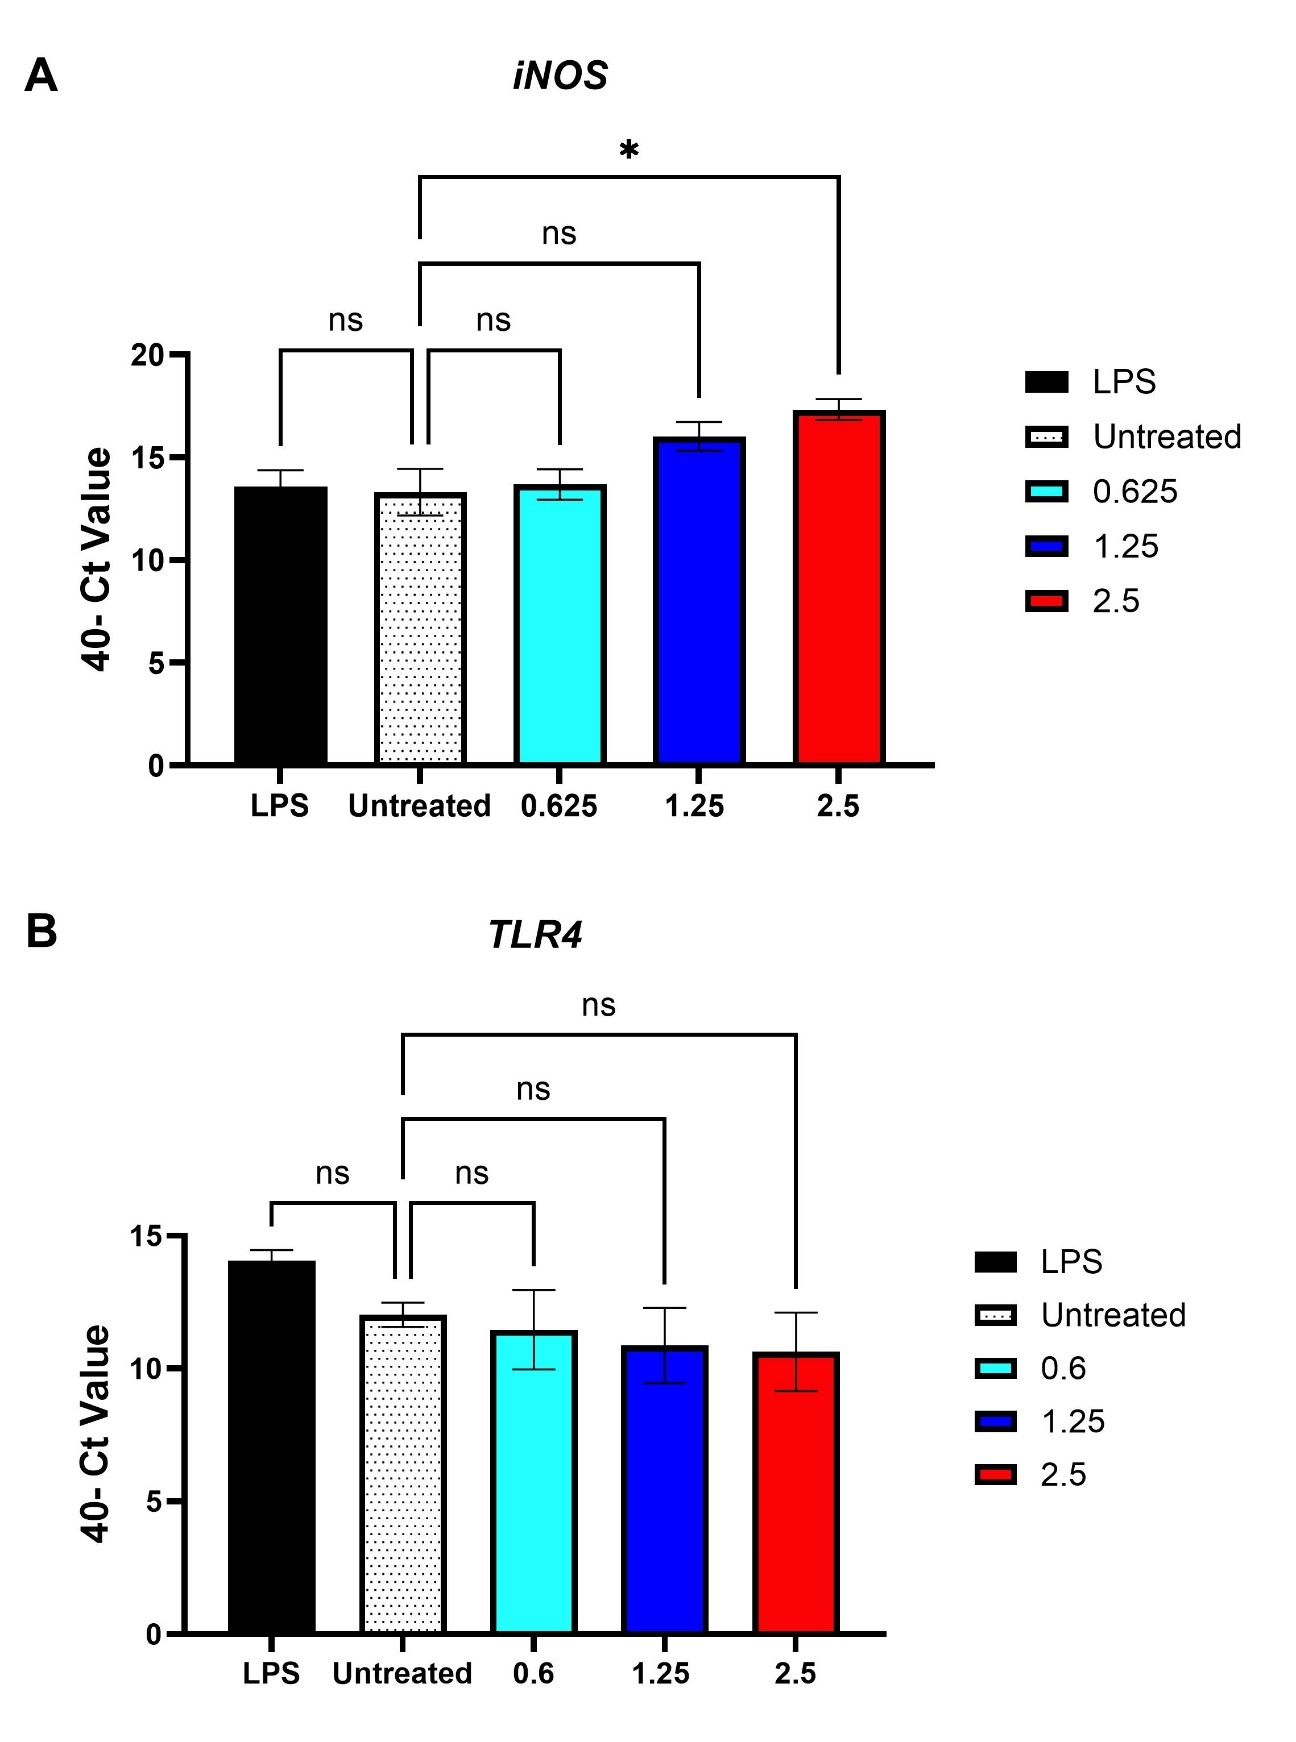 A
iNOS
*
ns
ns
ns
20
15
10
5
0
40- Ct Value
LPS
Untreated
0.625
1.25
2.5
LPS
Untreated
0.625
1.25
2.5
B
TLR4
ns
ns
ns
ns
15
10
5
0
40- Ct Value
LPS
Untreated
0.6
1.25
2.5
LPS
Untreated
0.6
1.25
2.5